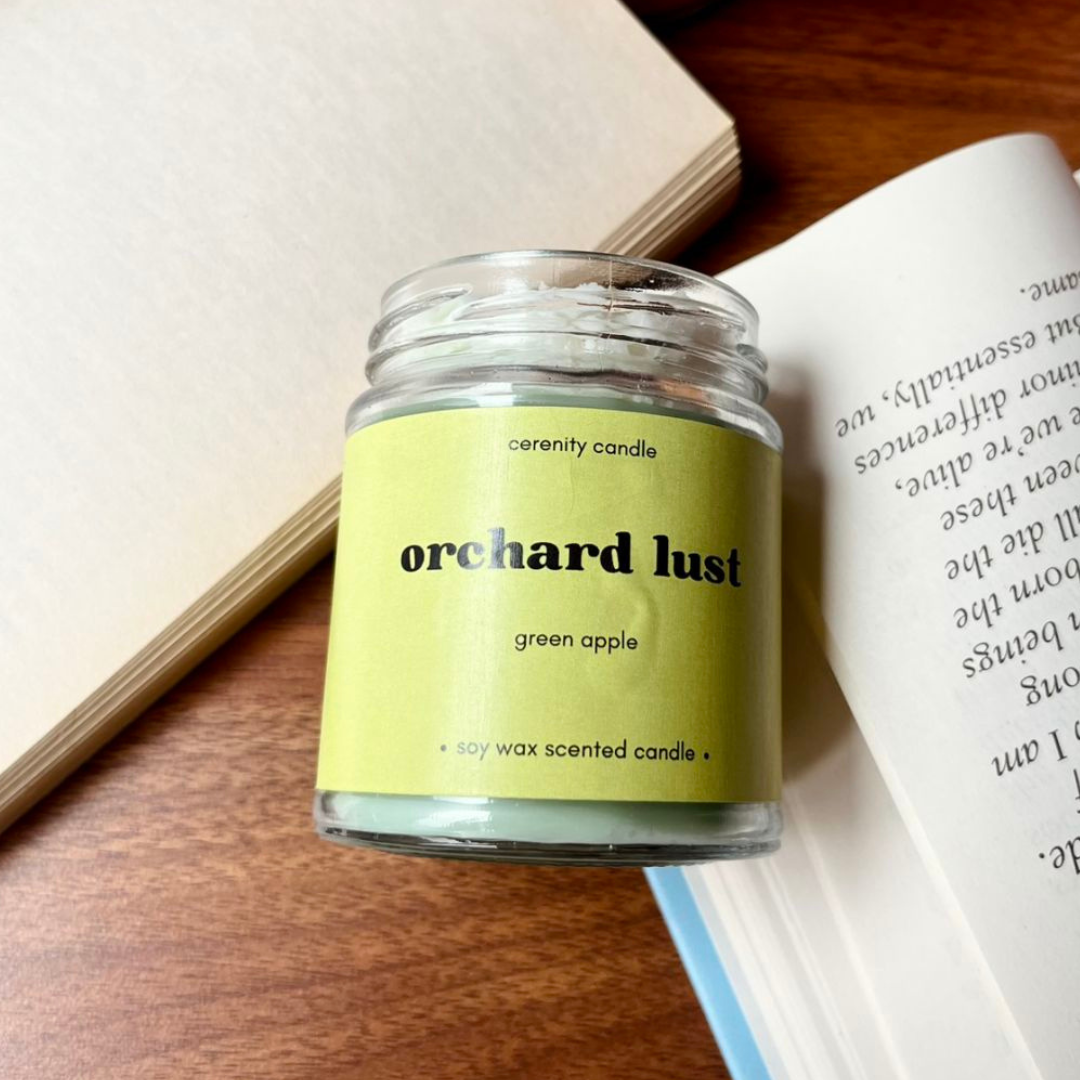 cerenity candle
orchard lust
green apple
• soy wax scented candle •
de.
I am
ong
beings
born the
ll die the
een these
we're alive,
inor differences
But essentially, we
ame.